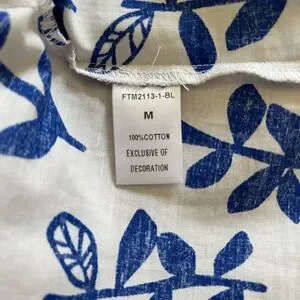 FTM2113-1-BL
M
100%COTTON
EXCLUSIVE OF
DECORATION